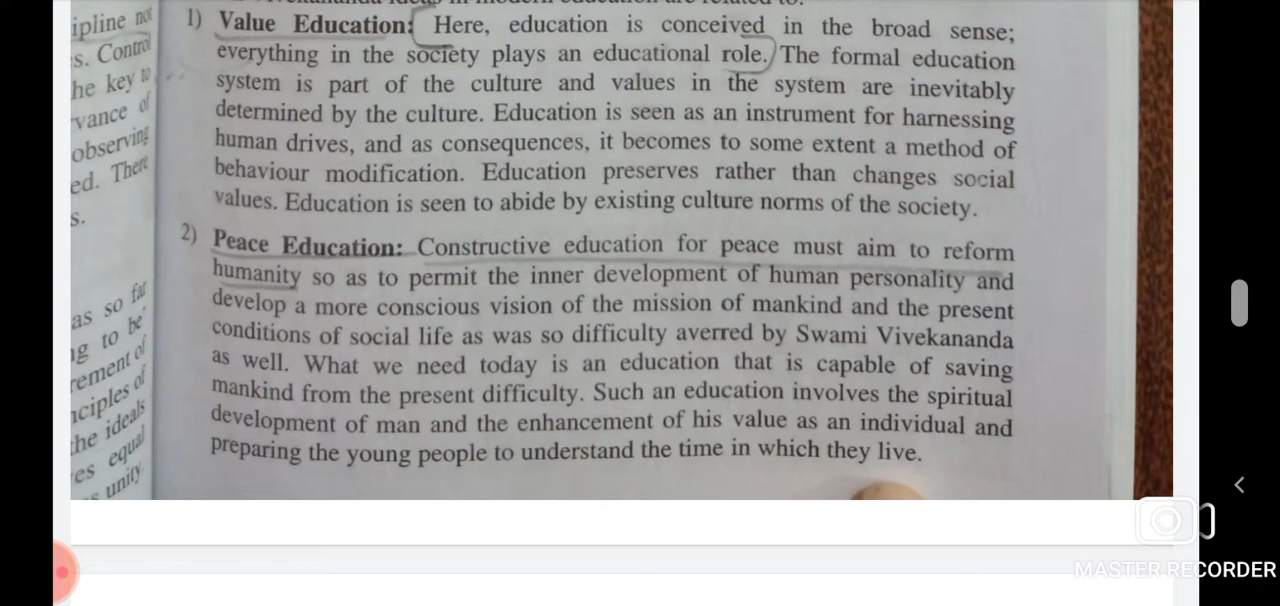 ipline not
s. Control
he key to
vance of
observing
ed. There
s.
as so far
ng to be
rement of
nciples of
the ideals
es equal
s unity.
1) Value Education: Here, education is conceived in the broad sense;
everything in the society plays an educational role. The formal education
system is part of the culture and values in the system are inevitably
determined by the culture. Education is seen as an instrument for harnessing
human drives, and as consequences, it becomes to some extent a method of
behaviour modification. Education preserves rather than changes social
values. Education is seen to abide by existing culture norms of the society.
2) Peace Education: Constructive education for peace must aim to reform
humanity so as to permit the inner development of human personality and
develop a more conscious vision of the mission of mankind and the present
conditions of social life as was so difficulty averred by Swami Vivekananda
as well. What we need today is an education that is capable of saving
mankind from the present difficulty. Such an education involves the spiritual
development of man and the enhancement of his value as an individual and
preparing the young people to understand the time in which they live.
MASTER RECORDER